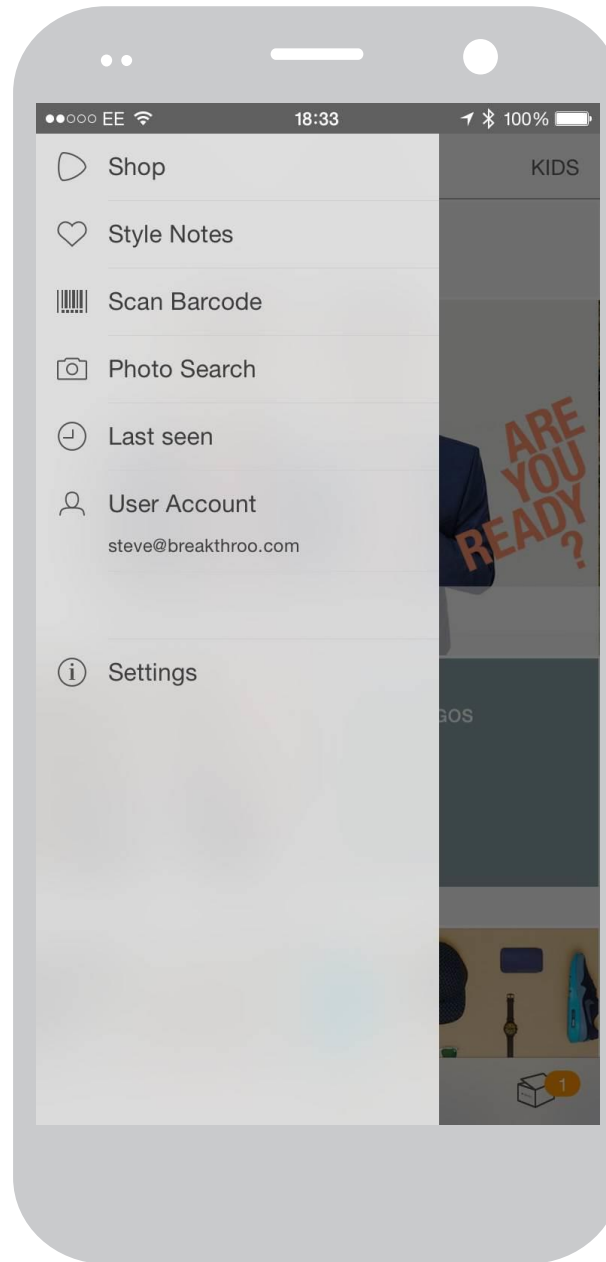 EE 18:33 100%
Shop
KIDS
Style Notes
Scan Barcode
Photo Search
ARE
YOU
READY
?
Last seen
User Account
steve@breakthroo.com
Settings
GOS
1